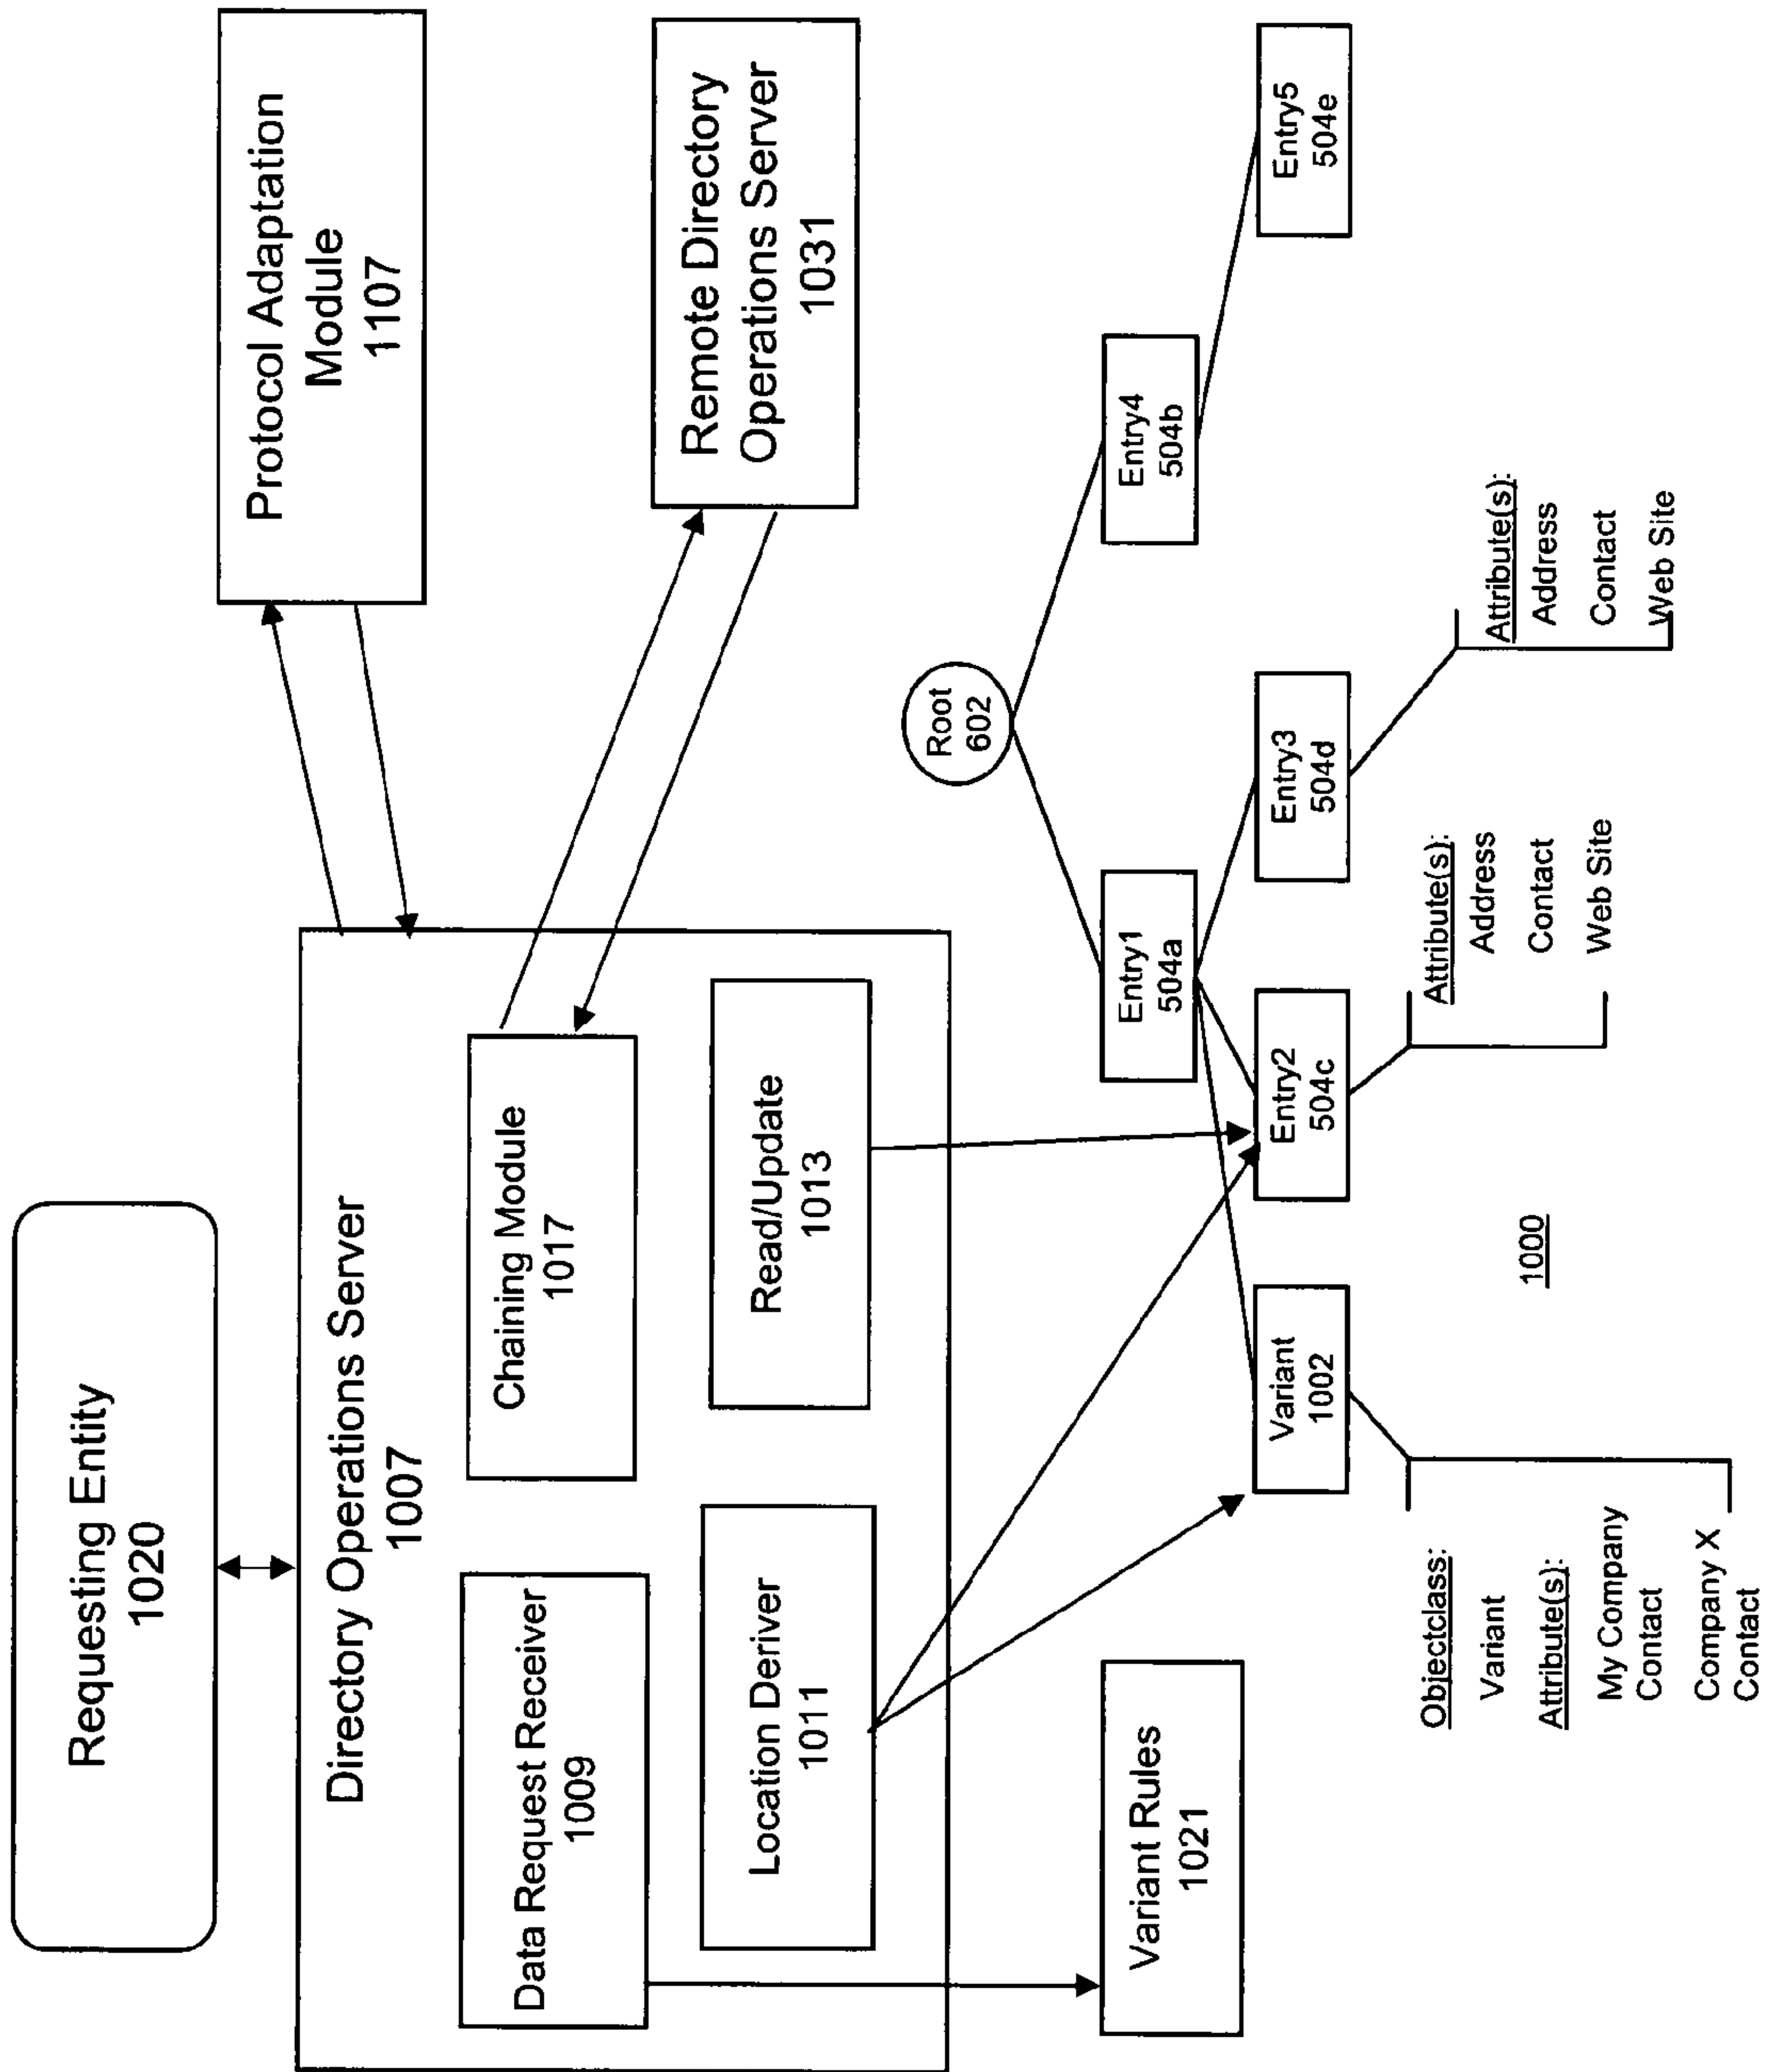 Requesting Entity
1020
Directory Operations Server
1007
Data Request Receiver
1009
Chaining Module
1017
Location Deriver
1011
Read/Update
1013
Protocol Adaptation
Module
1107
Remote Directory
Operations Server
1031
Variant Rules
1021
Root
602
Entry1
504a
Entry4
504b
Variant
1002
Entry2
504c
Entry3
504d
Entry5
504e
Objectclass:
Variant
Attribute(s):
My Company
Contact
Company X
Contact
1000
Attribute(s):
Address
Contact
Web Site
Attribute(s):
Address
Contact
Web Site